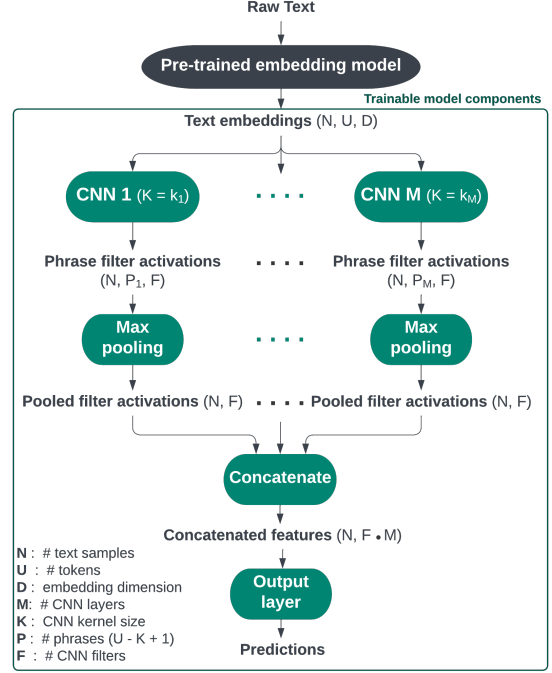 Raw Text
Pre-trained embedding model
Trainable model components
Text embeddings (N, U, D)
CNN 1 (K = k₁)
CNN M (K = kM)
Phrase filter activations
(N, P₁, F)
Phrase filter activations
(N, PM, F)
Max
pooling
Max
pooling
Pooled filter activations (N, F)
Pooled filter activations (N, F)
Concatenate
Concatenated features (N, F • M)
Output
layer
Predictions
N : # text samples
U : # tokens
D : embedding dimension
M: # CNN layers
K : CNN kernel size
P : # phrases (U - K + 1)
F : # CNN filters